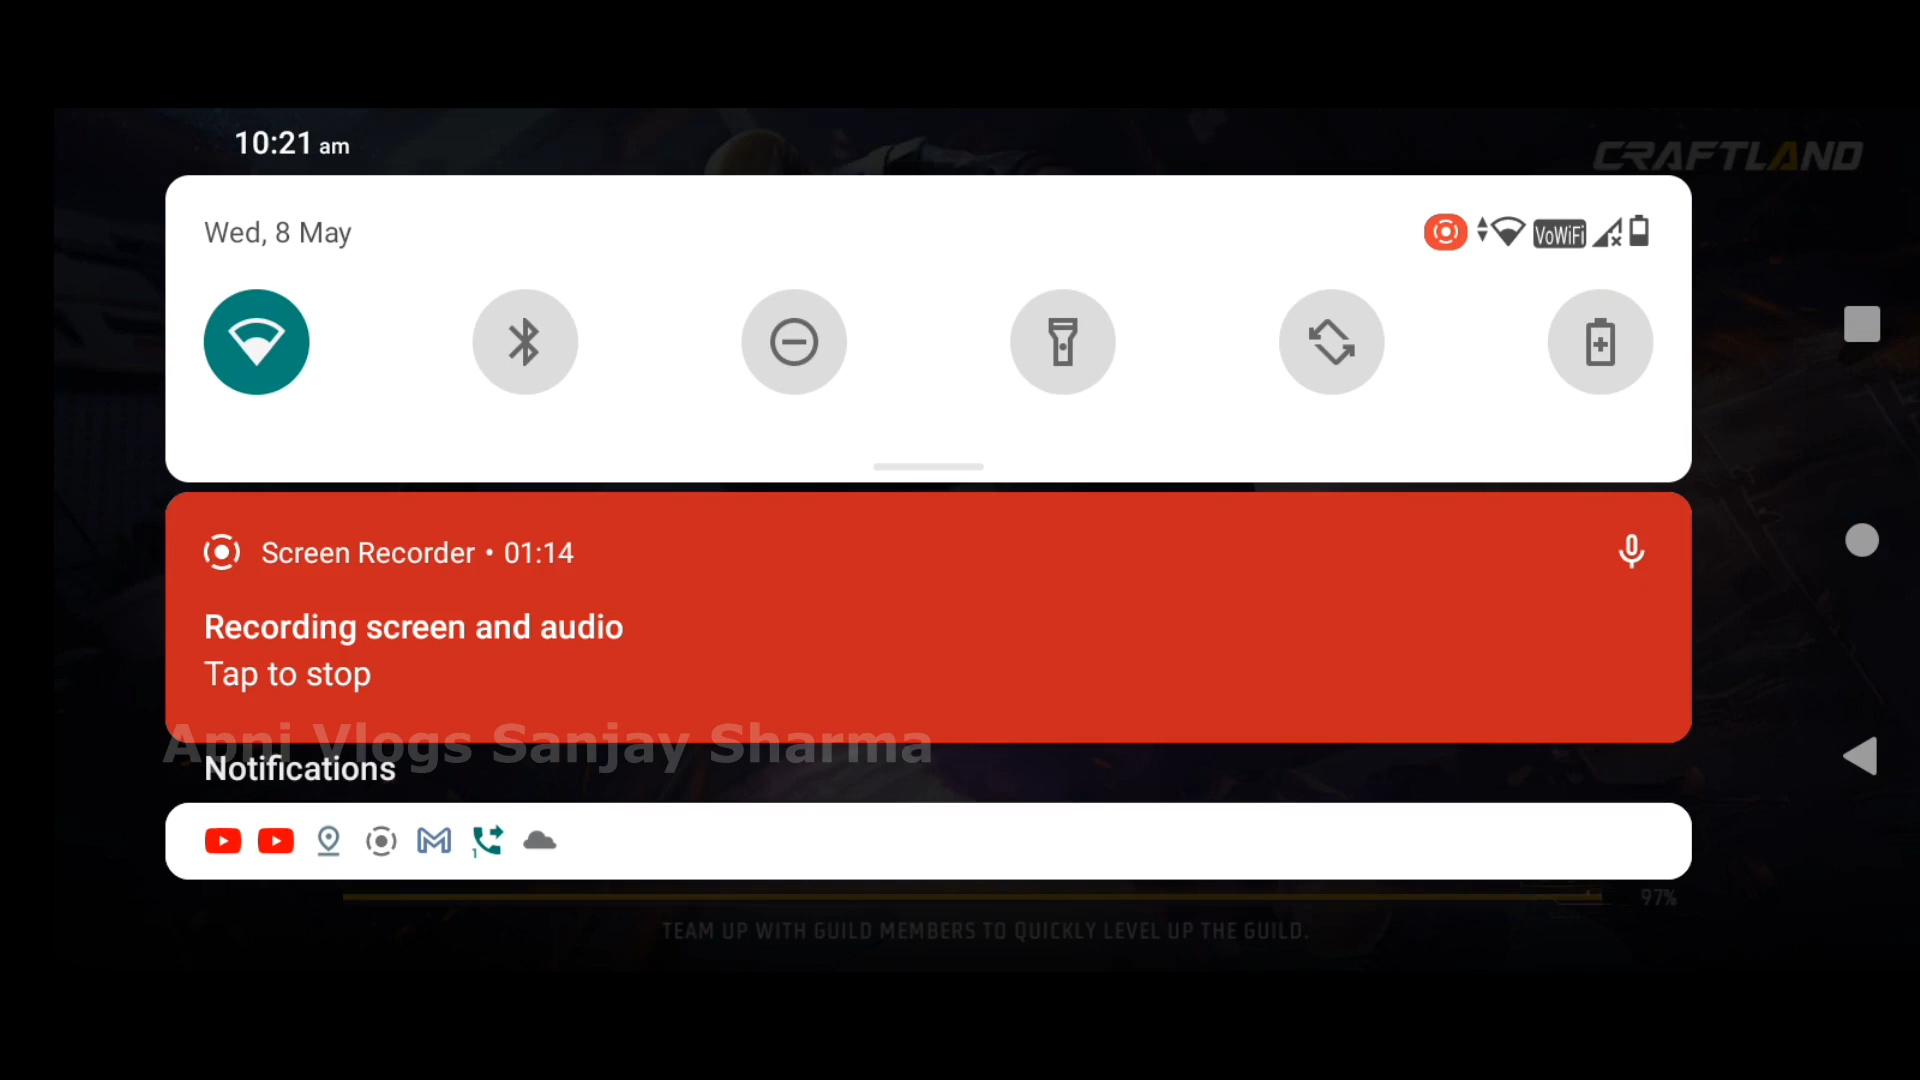 10:21 am
CRAFTLAND
Wed, 8 May
VoWiFi
Screen Recorder • 01:14
Recording screen and audio
Tap to stop
Apni Vlogs Sanjay Sharma
Notifications
1
97%
TEAM UP WITH GUILD MEMBERS TO QUICKLY LEVEL UP THE GUILD.